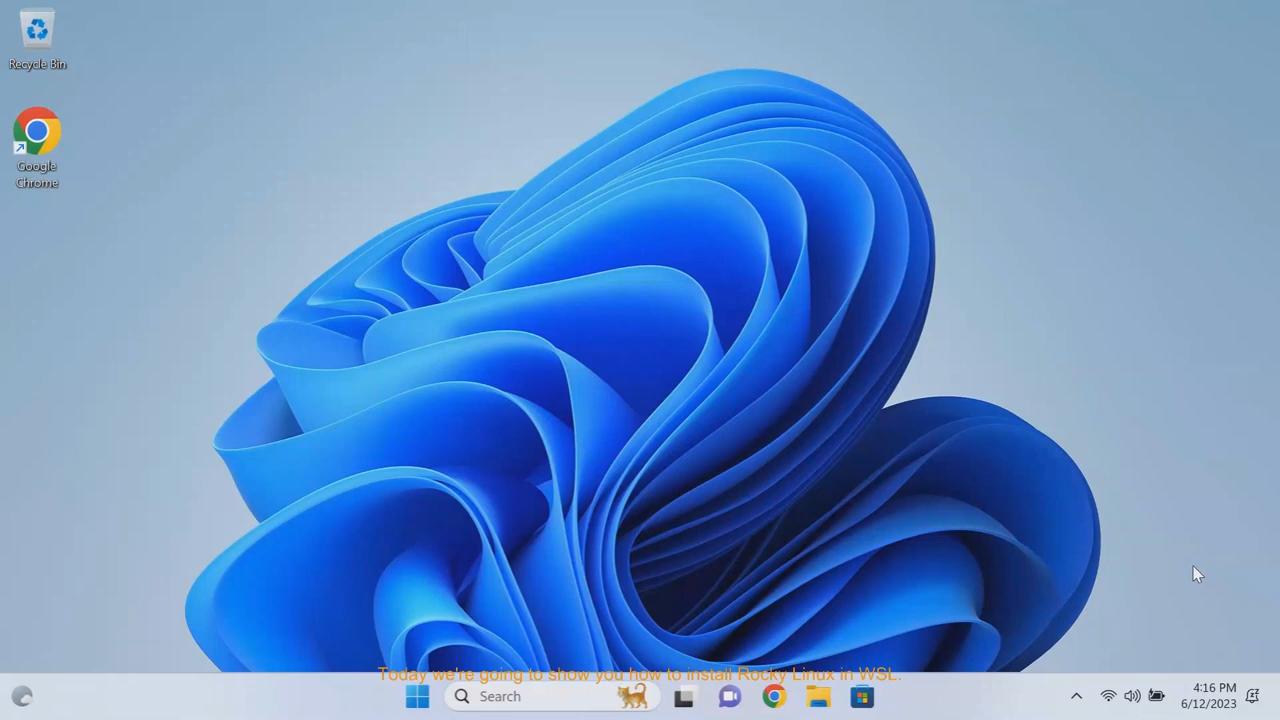 Recycle Bin
Google
Chrome
Today we're going to show you how to install Rocky Linux in WSL.
Search
4:16 PM
6/12/2023